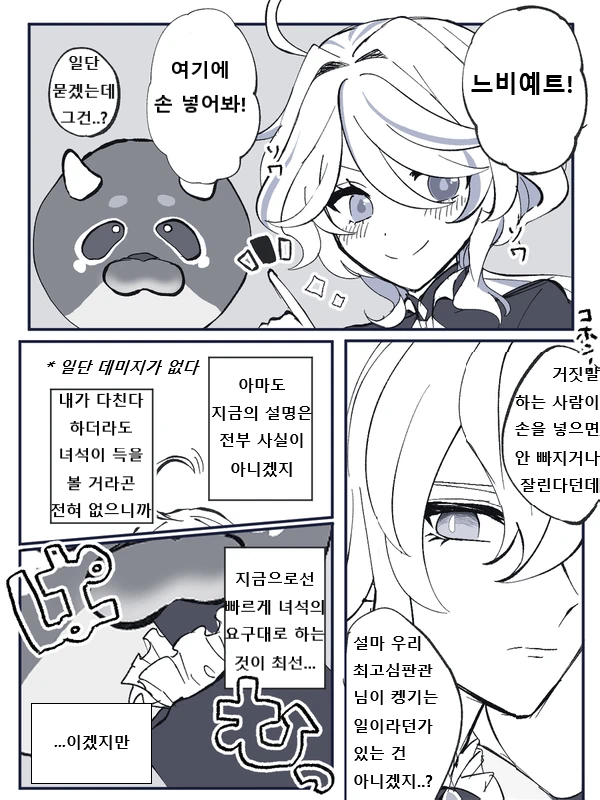 느비예트!
여기에
손 넣어봐!
일단
묻겠는데
그건..?
ソワ
ソワ
コホン…
거짓말
하는 사람이
손을 넣으면
안 빠지거나
잘린다던데
설마 우리
최고심판관
님이 켕기는
일이라던가
있는 건
아니겠지..?
* 일단 데미지가 없다
아마도
지금의 설명은
전부 사실이
아니겠지
내가 다친다
하더라도
녀석이 득을
볼 거라곤
전혀 없으니까
지금으로선
빠르게 녀석의
요구대로 하는
것이 최선...
ぱ
む
...이겠지만